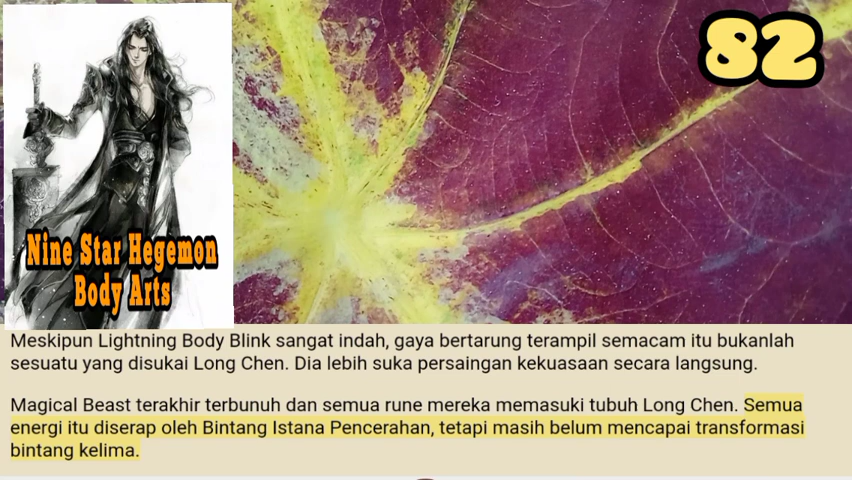 82
Nine Star Hegemon
Body Arts
Meskipun Lightning Body Blink sangat indah, gaya bertarung terampil semacam itu bukanlah
sesuatu yang disukai Long Chen. Dia lebih suka persaingan kekuasaan secara langsung.
Magical Beast terakhir terbunuh dan semua rune mereka memasuki tubuh Long Chen. Semua
energi itu diserap oleh Bintang Istana Pencerahan, tetapi masih belum mencapai transformasi
bintang kelima.